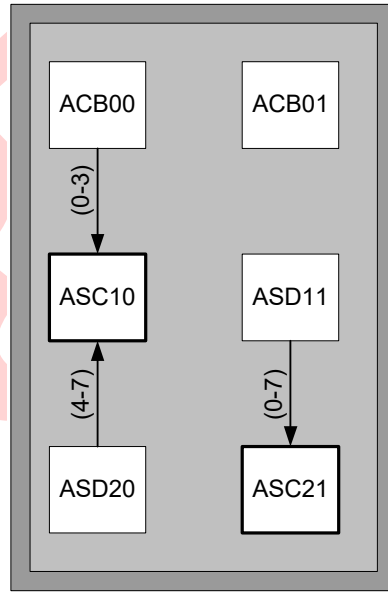 ACB00
ACB01
(0-3)
ASC10
ASD11
(4-7)
(0-7)
ASD20
ASC21